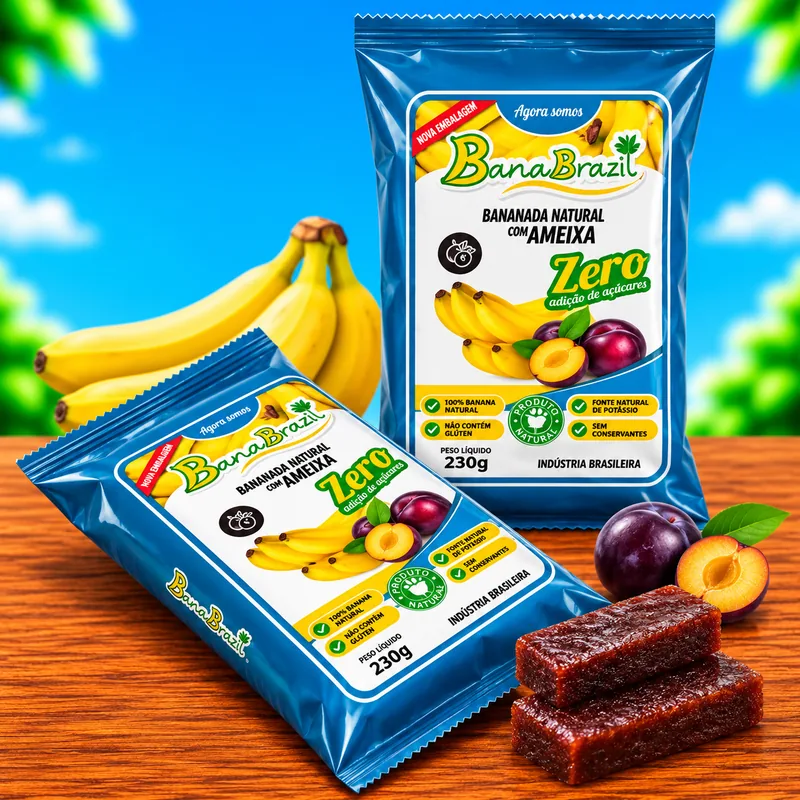 NOVA EMBALAGEM
Agora somos
BanaBrazil
BANANADA NATURAL
COM AMEIXA
Zero
adição de açúcares
100% BANANA
NATURAL
NÃO CONTÉM
GLÚTEN
PRODUTO
NATURAL
FONTE NATURAL
DE POTÁSSIO
SEM
CONSERVANTES
PESO LÍQUIDO
230g
INDÚSTRIA BRASILEIRA
NOVA EMBALAGEM
Agora somos
BanaBrazil
BANANADA NATURAL
COM AMEIXA
Zero
adição de açúcares
100% BANANA
NATURAL
NÃO CONTÉM
GLÚTEN
PRODUTO
NATURAL
FONTE NATURAL
DE POTÁSSIO
SEM
CONSERVANTES
PESO LÍQUIDO
230g
INDÚSTRIA BRASILEIRA
BanaBrazil